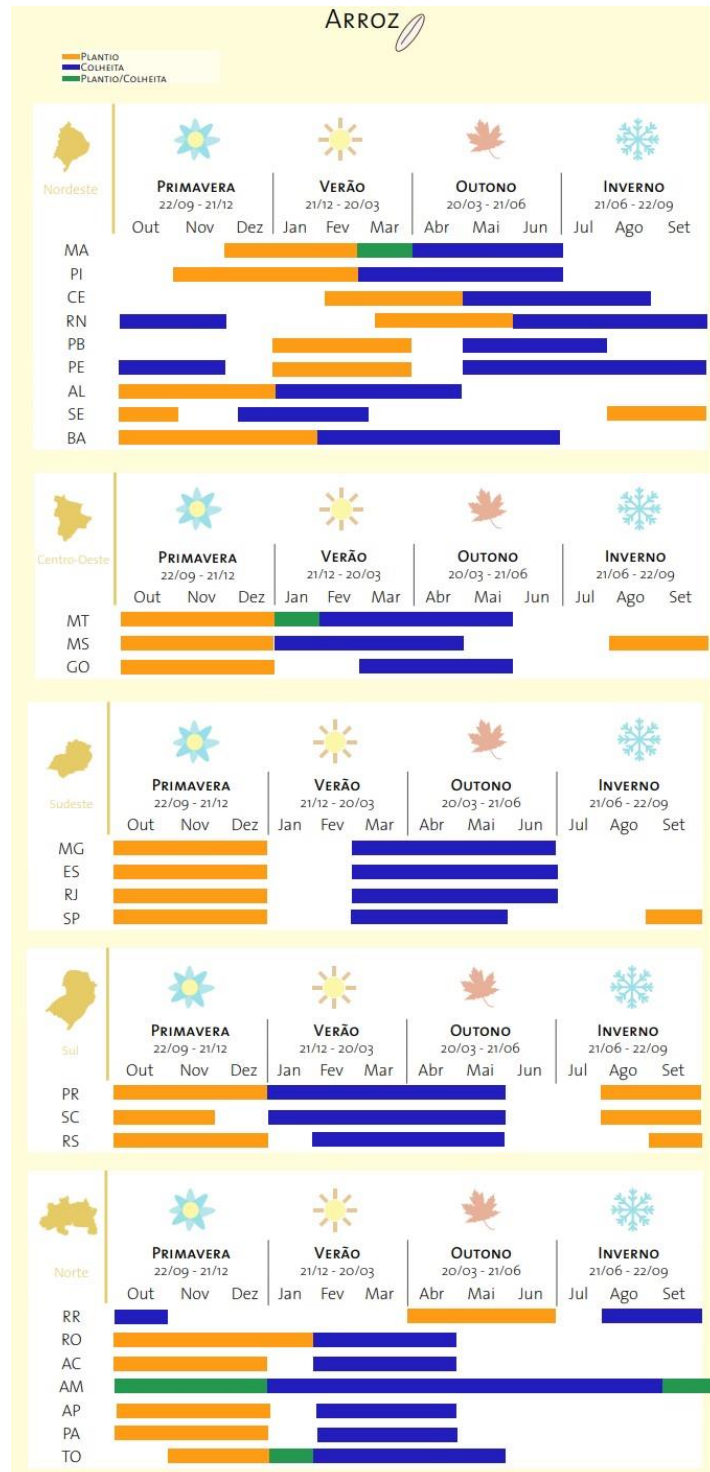 ARROZ
PLANTIO
COLHEITA
PLANTIO/COLHEITA
Nordeste
PRIMAVERA VERÃO OUTONO INVERNO
22/09 - 21/12 21/12 - 20/03 20/03 - 21/06 21/06 - 22/09
Out Nov Dez Jan Fev Mar Abr Mai Jun Jul Ago Set
MA
PI
CE
RN
PB
PE
AL
SE
BA
Centro-Oeste
PRIMAVERA VERÃO OUTONO INVERNO
22/09 - 21/12 21/12 - 20/03 20/03 - 21/06 21/06 - 22/09
Out Nov Dez Jan Fev Mar Abr Mai Jun Jul Ago Set
MT
MS
GO
Sudeste
PRIMAVERA VERÃO OUTONO INVERNO
22/09 - 21/12 21/12 - 20/03 20/03 - 21/06 21/06 - 22/09
Out Nov Dez Jan Fev Mar Abr Mai Jun Jul Ago Set
MG
ES
RJ
SP
Sul
PRIMAVERA VERÃO OUTONO INVERNO
22/09 - 21/12 21/12 - 20/03 20/03 - 21/06 21/06 - 22/09
Out Nov Dez Jan Fev Mar Abr Mai Jun Jul Ago Set
PR
SC
RS
Norte
PRIMAVERA VERÃO OUTONO INVERNO
22/09 - 21/12 21/12 - 20/03 20/03 - 21/06 21/06 - 22/09
Out Nov Dez Jan Fev Mar Abr Mai Jun Jul Ago Set
RR
RO
AC
AM
AP
PA
TO